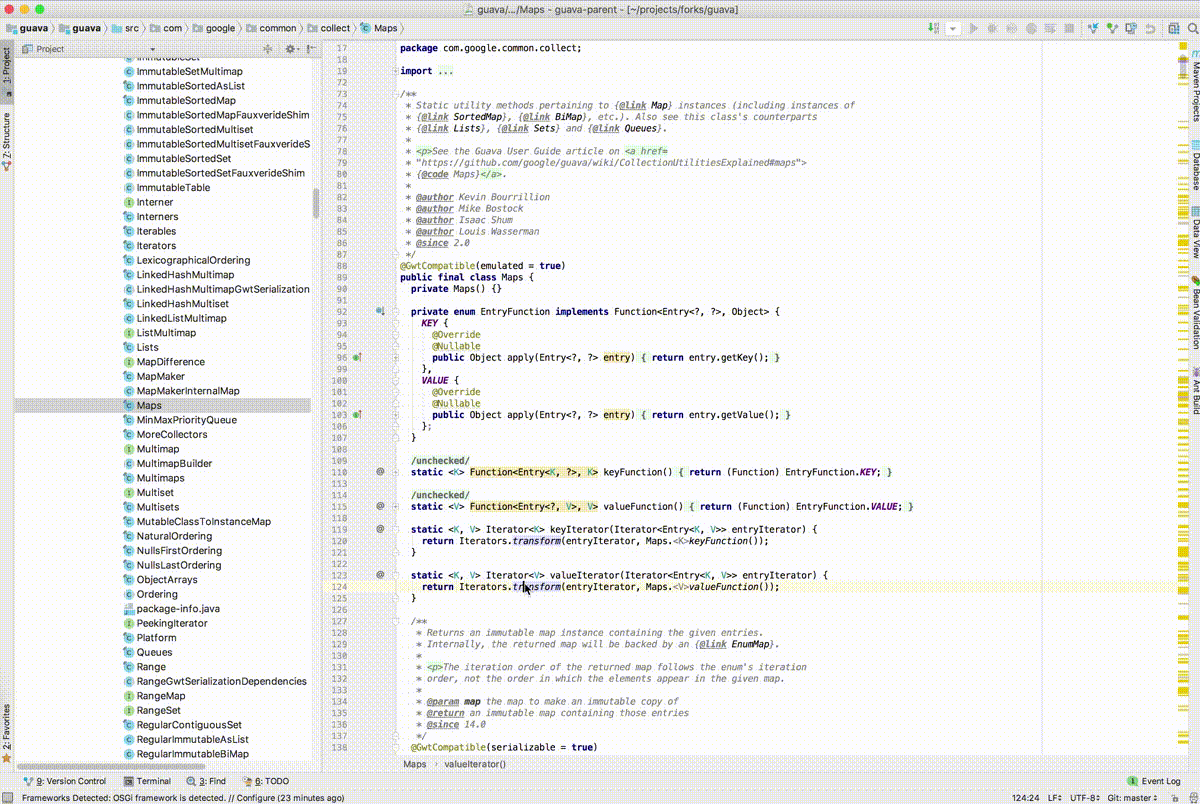 guava/.../Maps - guava-parent - [~/projects/forks/guava]
guava guava src com google common collect Maps
Project
1: Project
Z: Structure
2: Favorites
ImmutableSet
ImmutableSetMultimap
ImmutableSortedAsList
ImmutableSortedMap
ImmutableSortedMapFauxverideShim
ImmutableSortedMultiset
ImmutableSortedMultisetFauxverideS
ImmutableSortedSet
ImmutableSortedSetFauxverideShim
ImmutableTable
Interner
Interners
Iterables
Iterators
LexicographicalOrdering
LinkedHashMultimap
LinkedHashMultimapGwtSerialization
LinkedHashMultiset
LinkedListMultimap
ListMultimap
Lists
MapDifference
MapMaker
MapMakerInternalMap
Maps
MinMaxPriorityQueue
MoreCollectors
Multimap
MultimapBuilder
Multimaps
Multiset
Multisets
MutableClassToInstanceMap
NaturalOrdering
NullsFirstOrdering
NullsLastOrdering
ObjectArrays
Ordering
package-info.java
PeekingIterator
Platform
Queues
Range
RangeGwtSerializationDependencies
RangeMap
RangeSet
RegularContiguousSet
RegularImmutableAsList
RegularImmutableBiMap
17 package com.google.common.collect;
18
19 import ...
72
73 /**
74 * Static utility methods pertaining to {@link Map} instances (including instances of
75 * {@link SortedMap}, {@link BiMap}, etc.). Also see this class's counterparts
76 * {@link Lists}, {@link Sets} and {@link Queues}.
77 *
78 * <p>See the Guava User Guide article on <a href=
79 * "https://github.com/google/guava/wiki/CollectionUtilitiesExplained#maps">
80 * {@code Maps}</a>.
81 *
82 * @author Kevin Bourrillion
83 * @author Mike Bostock
84 * @author Isaac Shum
85 * @author Louis Wasserman
86 * @since 2.0
87 */
88 @GwtCompatible(emulated = true)
89 public final class Maps {
90 private Maps() {}
91
92 private enum EntryFunction implements Function<Entry<?, ?>, Object> {
93 KEY {
94 @Override
95 @Nullable
96 public Object apply(Entry<?, ?> entry) { return entry.getKey(); }
99 },
100 VALUE {
101 @Override
102 @Nullable
103 public Object apply(Entry<?, ?> entry) { return entry.getValue(); }
106 };
107 }
108
109 /unchecked/
110 static <K> Function<Entry<K, ?>, K> keyFunction() { return (Function) EntryFunction.KEY; }
113
114 /unchecked/
115 static <V> Function<Entry<?, V>, V> valueFunction() { return (Function) EntryFunction.VALUE; }
118
119 static <K, V> Iterator<K> keyIterator(Iterator<Entry<K, V>> entryIterator) {
120 return Iterators.transform(entryIterator, Maps.<K>keyFunction());
121 }
122
123 static <K, V> Iterator<V> valueIterator(Iterator<Entry<K, V>> entryIterator) {
124 return Iterators.transform(entryIterator, Maps.<V>valueFunction());
125 }
126
127 /**
128 * Returns an immutable map instance containing the given entries.
129 * Internally, the returned map will be backed by an {@link EnumMap}.
130 *
131 * <p>The iteration order of the returned map follows the enum's iteration
132 * order, not the order in which the elements appear in the given map.
133 *
134 * @param map the map to make an immutable copy of
135 * @return an immutable map containing those entries
136 * @since 14.0
137 */
138 @GwtCompatible(serializable = true)
Maps › valueIterator()
Maven Projects
Database
Data View
Bean Validation
Ant Build
9: Version Control Terminal 3: Find 6: TODO Event Log
Frameworks Detected: OSGi framework is detected. // Configure (23 minutes ago) 124:24 LF÷ UTF-8÷ Git: master÷